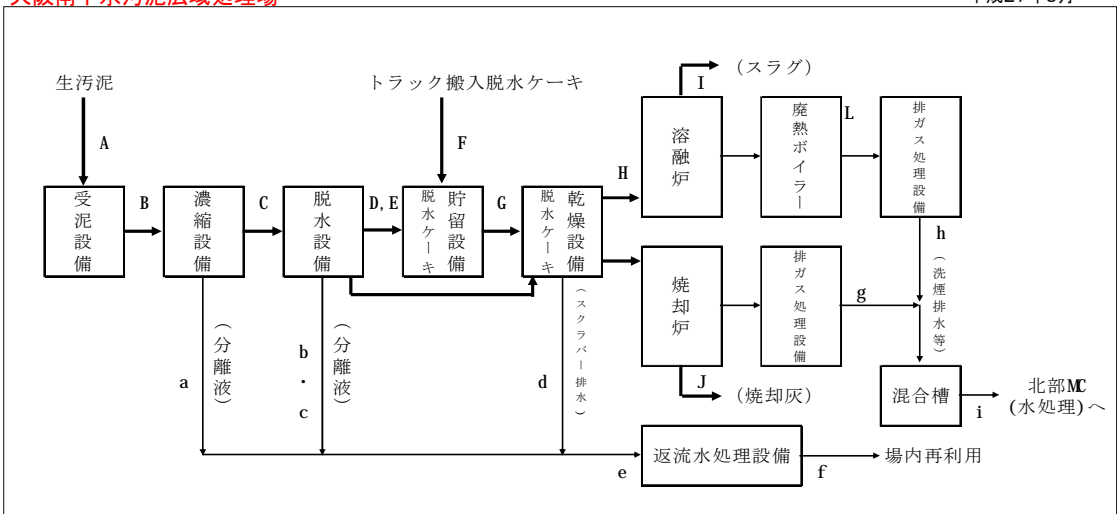 生汚泥
トラック搬入脱水ケーキ
(スラグ)
I
A
F
H
L
溶融炉
廃熱ボイラー
排ガス処理設備
受泥設備
B
濃縮設備
C
脱水設備
D,E
脱水ケーキ
貯留設備
G
脱水ケーキ
乾燥設備
h
(洗煙排水等)
焼却炉
排ガス処理設備
g
a
(分離液)
b・c
(分離液)
d
(スクラバー排水)
J
(焼却灰)
混合槽
i
北部MC
(水処理)へ
e
返流水処理設備
f
場内再利用